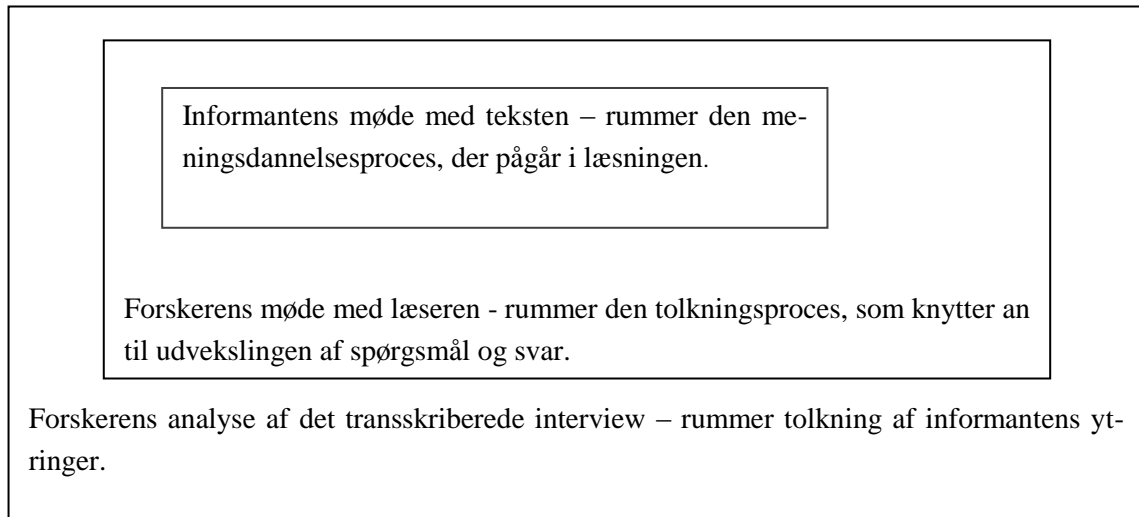 Informantens møde med teksten – rummer den me-
ningsdannelsesproces, der pågår i læsningen.
Forskerens møde med læseren - rummer den tolkningsproces, som knytter an
til udvekslingen af spørgsmål og svar.
Forskerens analyse af det transskriberede interview – rummer tolkning af informantens yt-
ringer.